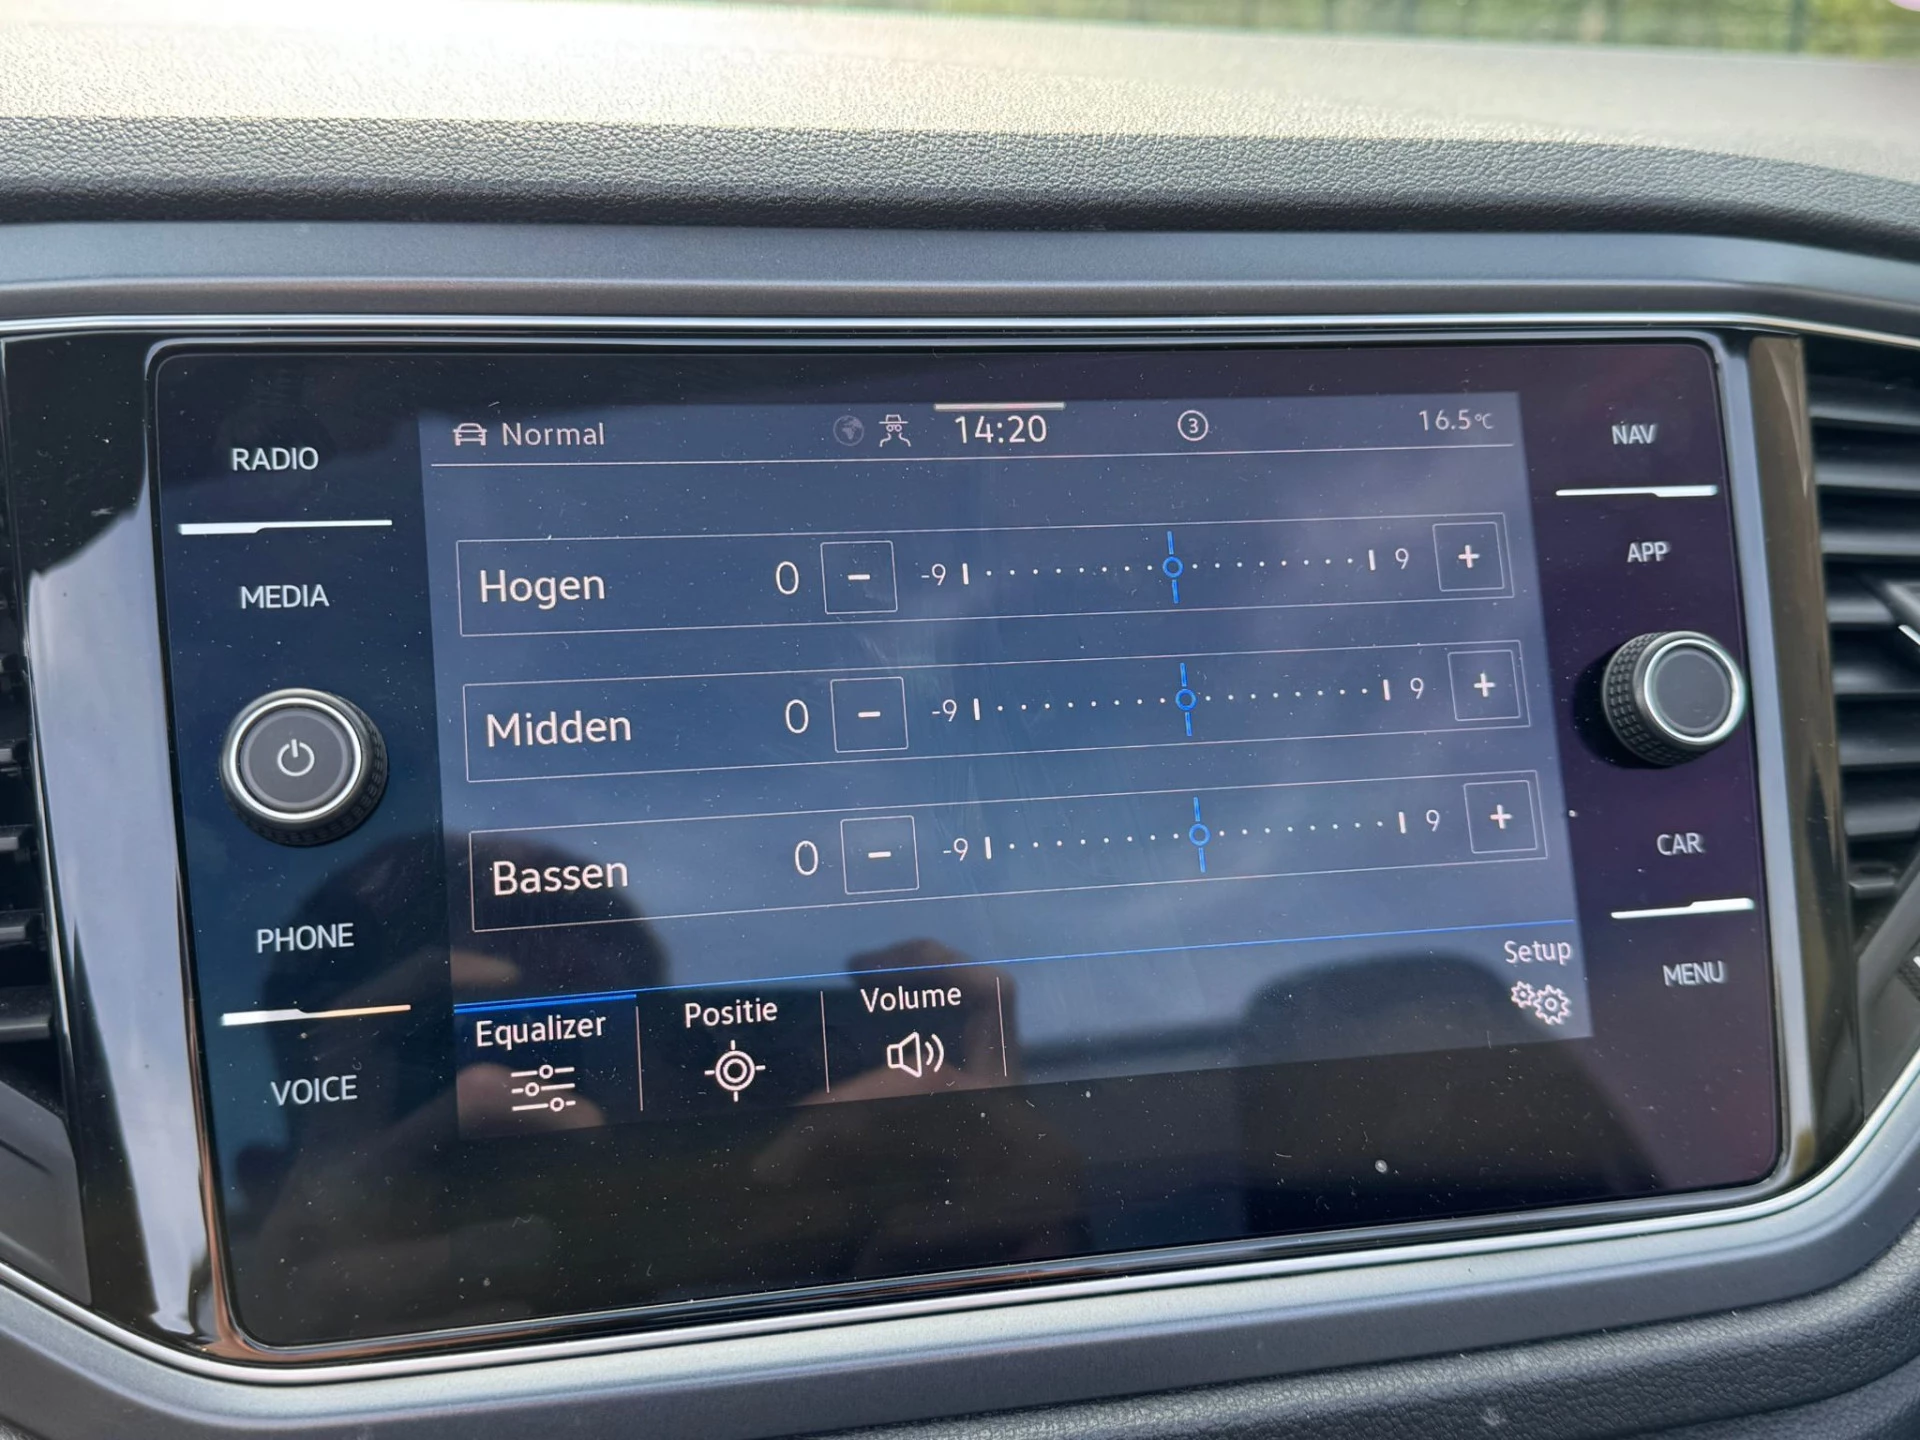 RADIO
MEDIA
PHONE
VOICE
Normal 14:20 3 16.5°C
Hogen 0 − -9 9 +
Midden 0 − -9 9 +
Bassen 0 − -9 9 +
Equalizer
Positie
Volume
Setup
NAV
APP
CAR
MENU